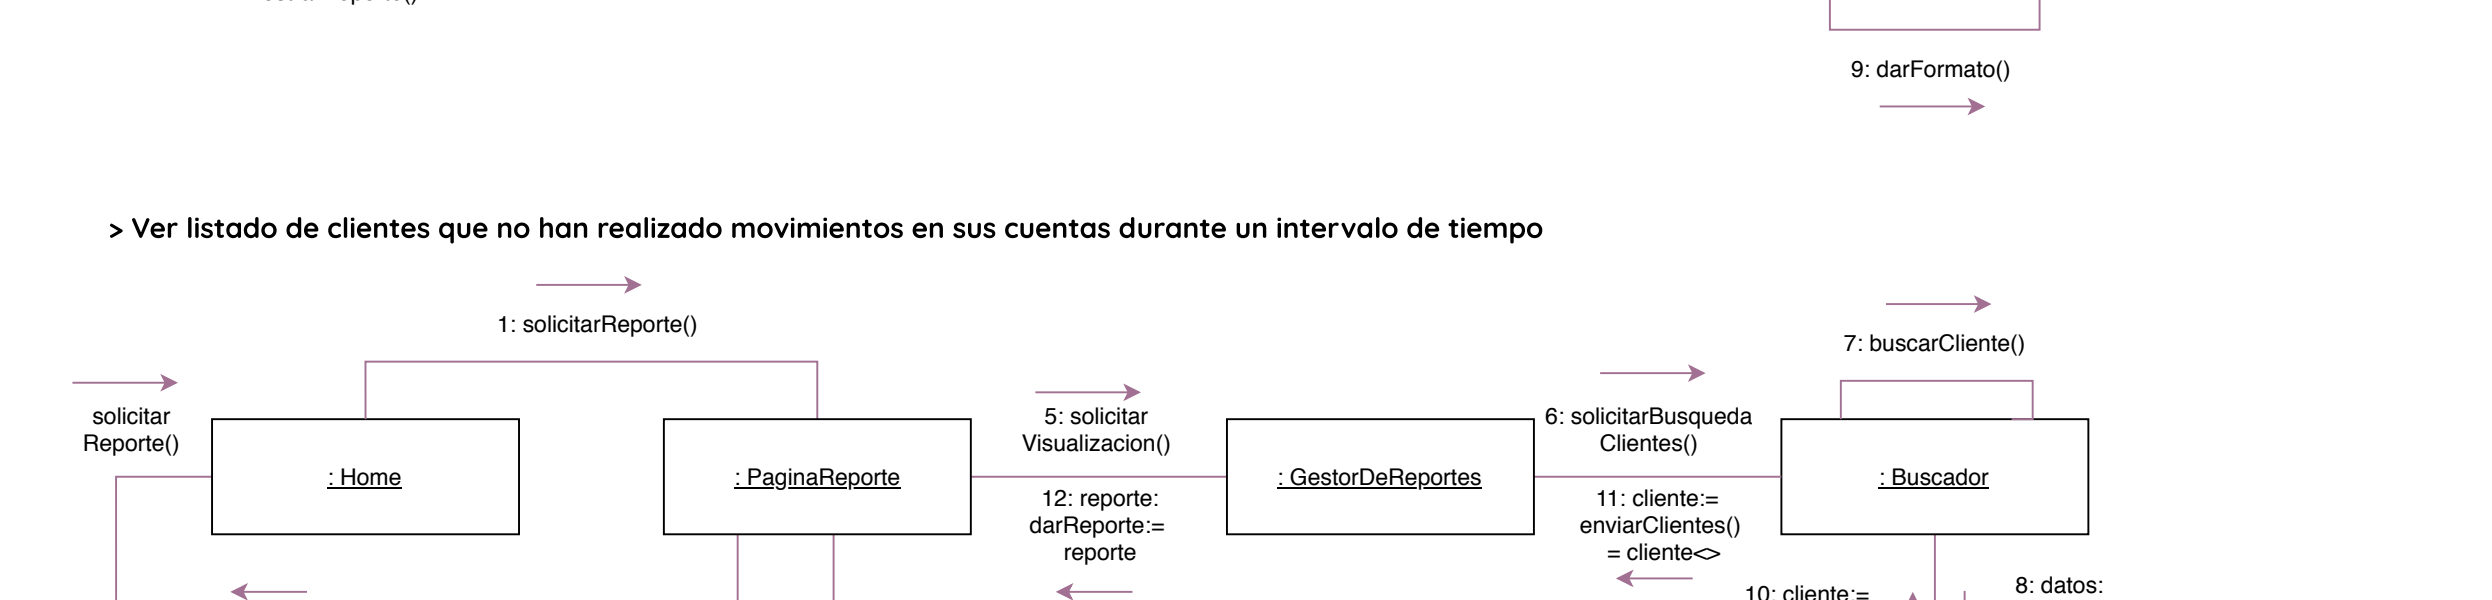 9: darFormato()
> Ver listado de clientes que no han realizado movimientos en sus cuentas durante un intervalo de tiempo
1: solicitarReporte()
7: buscarCliente()
solicitar
Reporte()
5: solicitar
Visualizacion()
6: solicitarBusqueda
Clientes()
: Home
: PaginaReporte
: GestorDeReportes
: Buscador
12: reporte:
darReporte:=
reporte
11: cliente:=
enviarClientes()
= cliente<>
10: cliente:=
8: datos: